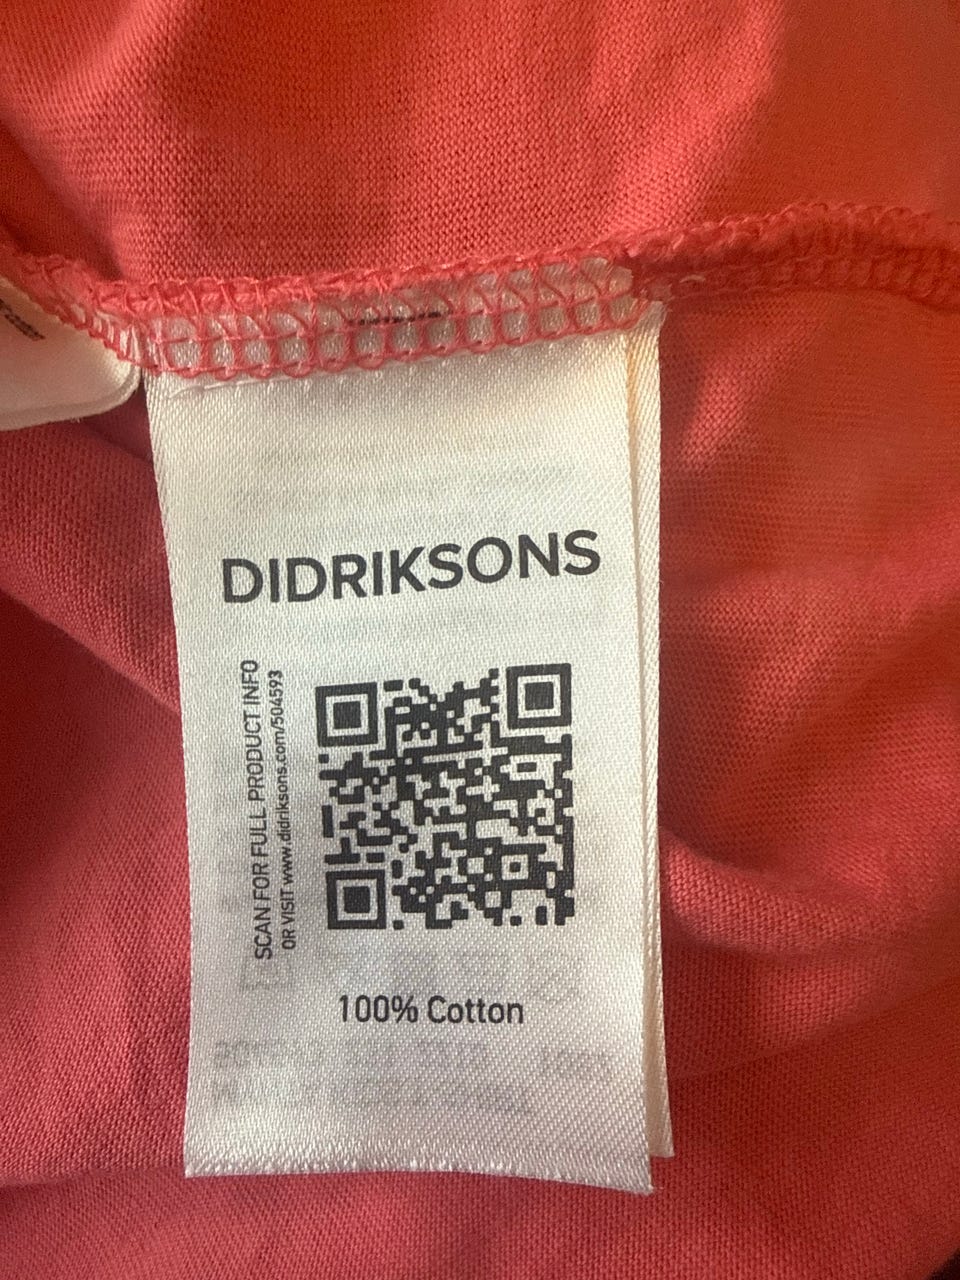 DIDRIKSONS
SCAN FOR FULL PRODUCT INFO
OR VISIT www.didriksons.com/504593
100% Cotton